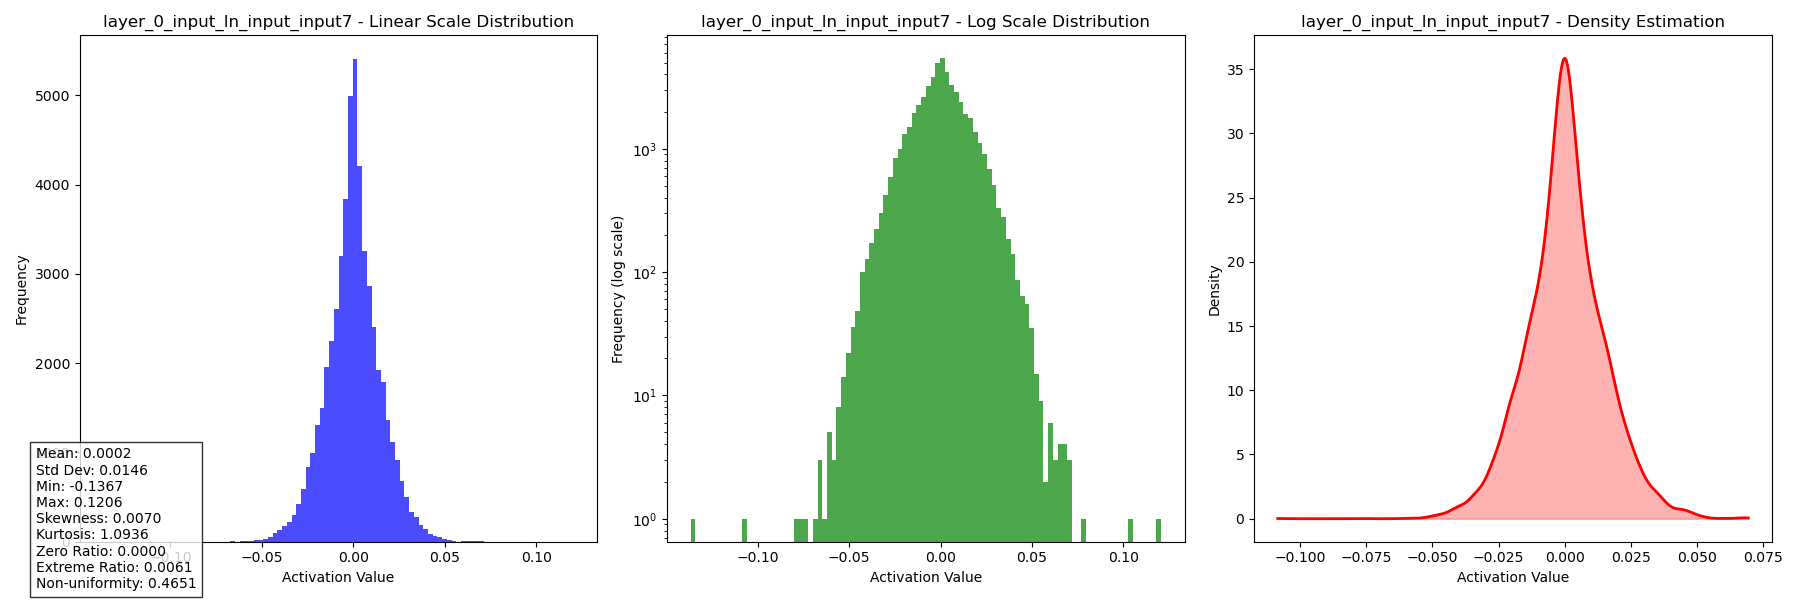 layer_0_input_ln_input_input7 - Linear Scale Distribution
5000
4000
3000
2000
0
Frequency
−0.10
−0.05
0.00
0.05
0.10
Activation Value
Mean: 0.0002
Std Dev: 0.0146
Min: -0.1367
Max: 0.1206
Skewness: 0.0070
Kurtosis: 1.0936
Zero Ratio: 0.0000
Extreme Ratio: 0.0061
Non-uniformity: 0.4651
layer_0_input_ln_input_input7 - Log Scale Distribution
10³
10²
10¹
10⁰
Frequency (log scale)
−0.10
−0.05
0.00
0.05
0.10
Activation Value
layer_0_input_ln_input_input7 - Density Estimation
35
30
25
20
15
10
5
0
Density
−0.100
−0.075
−0.050
−0.025
0.000
0.025
0.050
0.075
Activation Value